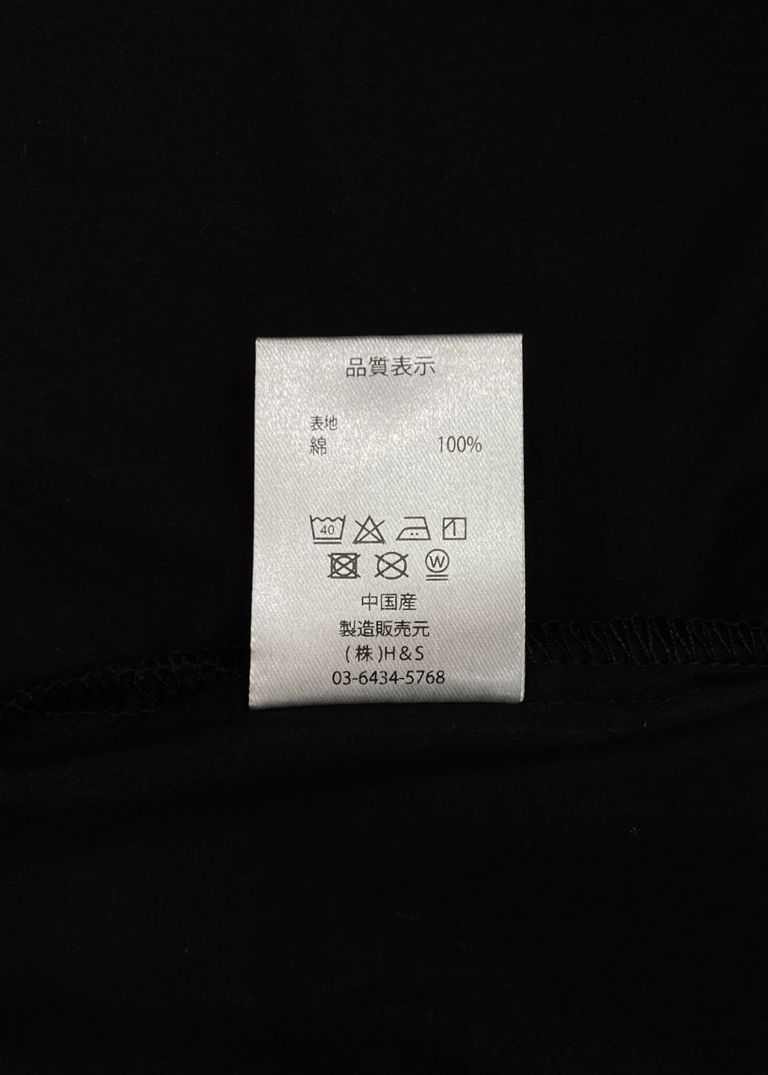 品質表示
表地
綿 100%
40
W
中国産
製造販売元
(株)H&S
03-6434-5768